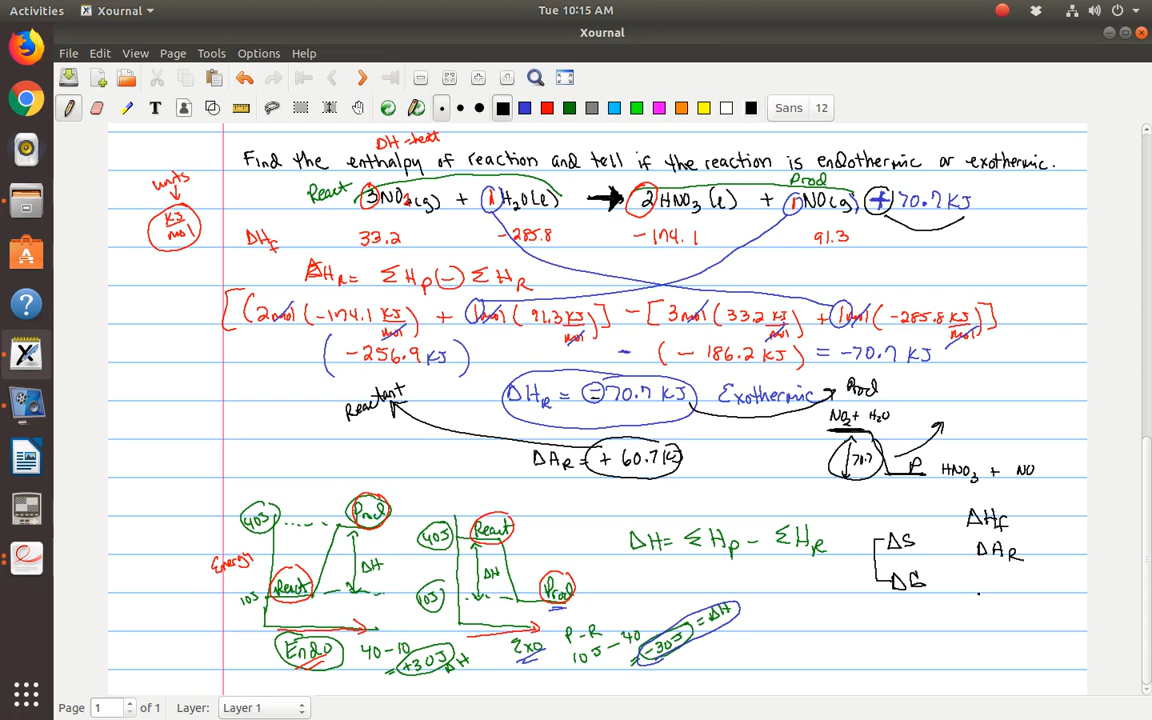 Activities Xournal Tue 10:15 AM
Xournal
File Edit View Page Tools Options Help
Sans 12
DH = heat
Find the enthalpy of reaction and tell if the reaction is endothermic or exothermic.
units
KJ
mol
React
Prod
3NO₂(g) + 1H₂O(l) → 2HNO₃(l) + 1NO(g) + 70.7 KJ
ΔHf 33.2 -285.8 -174.1 91.3
ΔHR = ΣHP (-) ΣHR
[(2mol(-174.1 KJ/mol) + 1mol(91.3 KJ/mol)] - [3mol(33.2 KJ/mol) + 1mol(-285.8 KJ/mol)]
(-256.9 KJ) - (-186.2 KJ) = -70.7 KJ
ΔHR = -70.7 KJ Exothermic
Reactant
Prod
NO₂ + H₂O
70.7
P HNO₃ + NO
ΔAR = + 60.7 KJ
40J Prod
ΔH
Energy
10J React
Endo 40-10
= +30J ΔH
40J React
ΔH
10J Prod
Exo P-R
10J - 40
= -30J = ΔH
ΔH = ΣHP - ΣHR
ΔHf
ΔS ΔAR
ΔG
Page 1 of 1 Layer: Layer 1